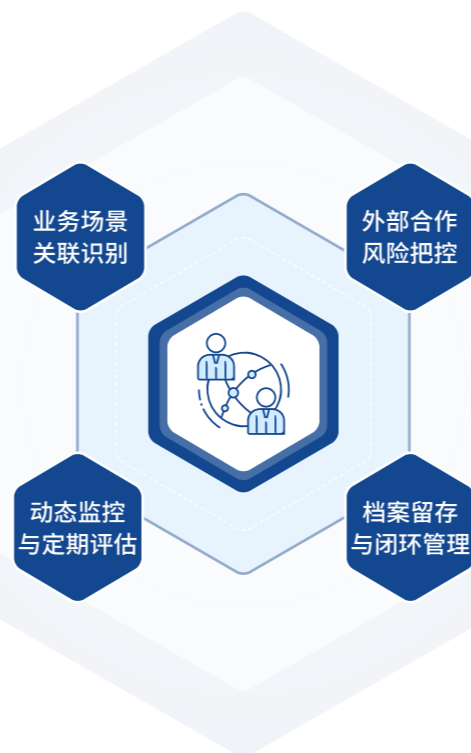 业务场景
关联识别
外部合作
风险把控
动态监控
与定期评估
档案留存
与闭环管理